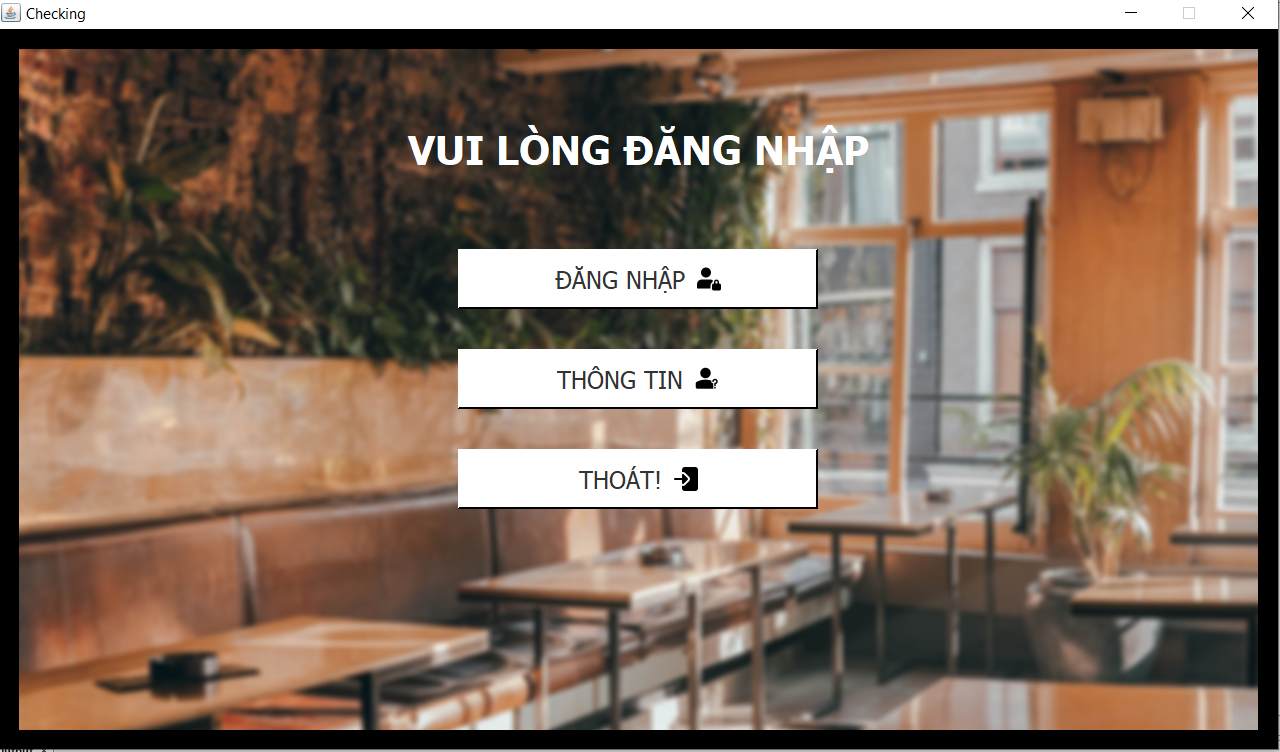 Checking
VUI LÒNG ĐĂNG NHẬP
ĐĂNG NHẬP
THÔNG TIN
THOÁT!